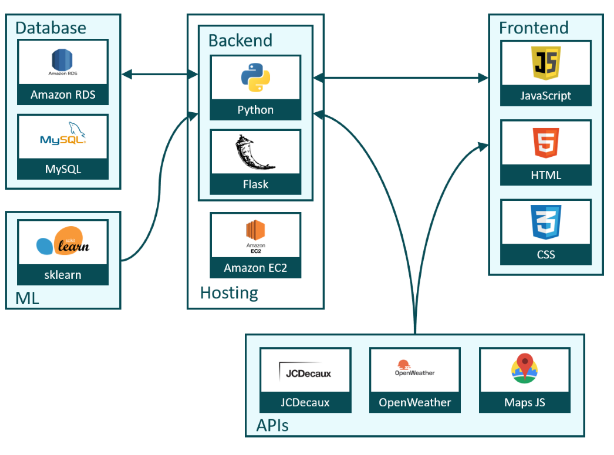 Database
Amazon RDS
Amazon RDS
MySQL
MySQL
learn
sklearn
ML
Backend
Python
Flask
Amazon
EC2
Amazon EC2
Hosting
Frontend
JS
JavaScript
5
HTML
3
CSS
JCDecaux
JCDecaux
OpenWeather
OpenWeather
Maps JS
APIs